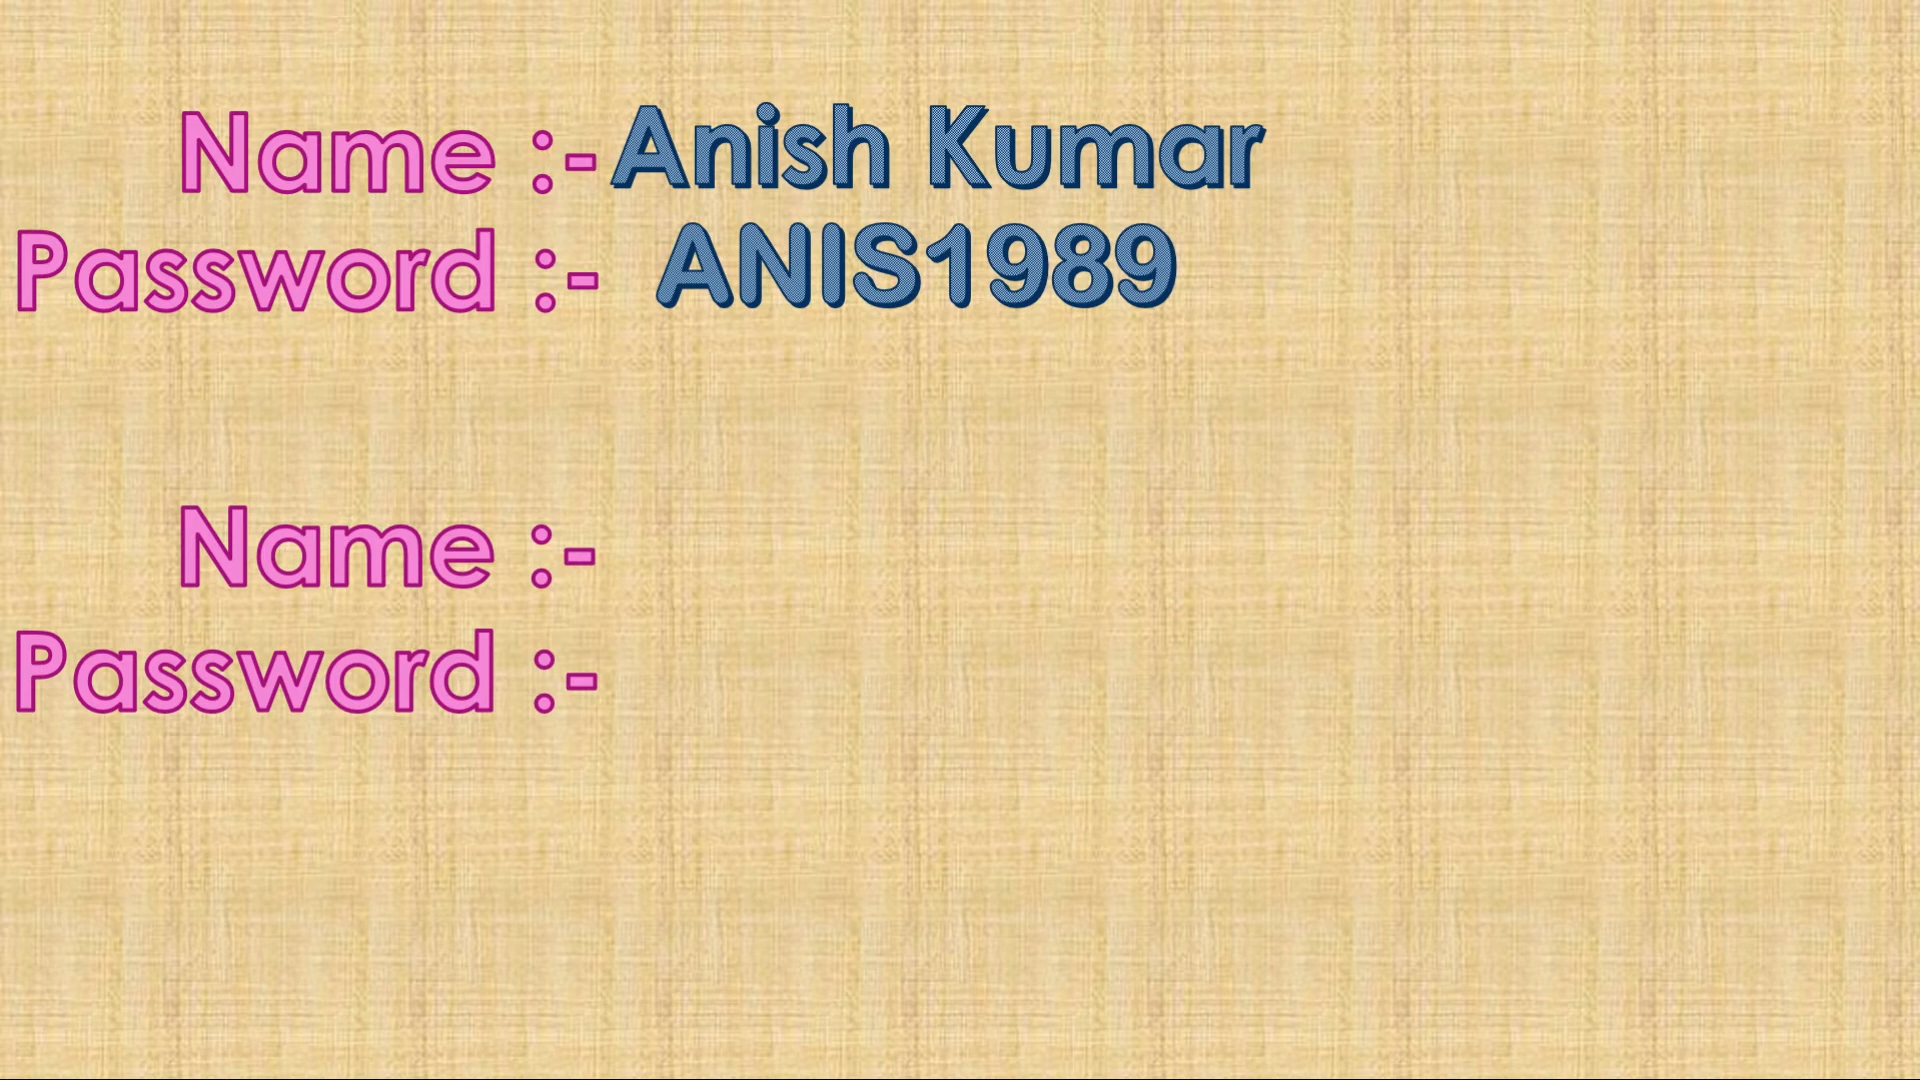 Name :- Anish Kumar
Password :- ANIS1989
Name :-
Password :-